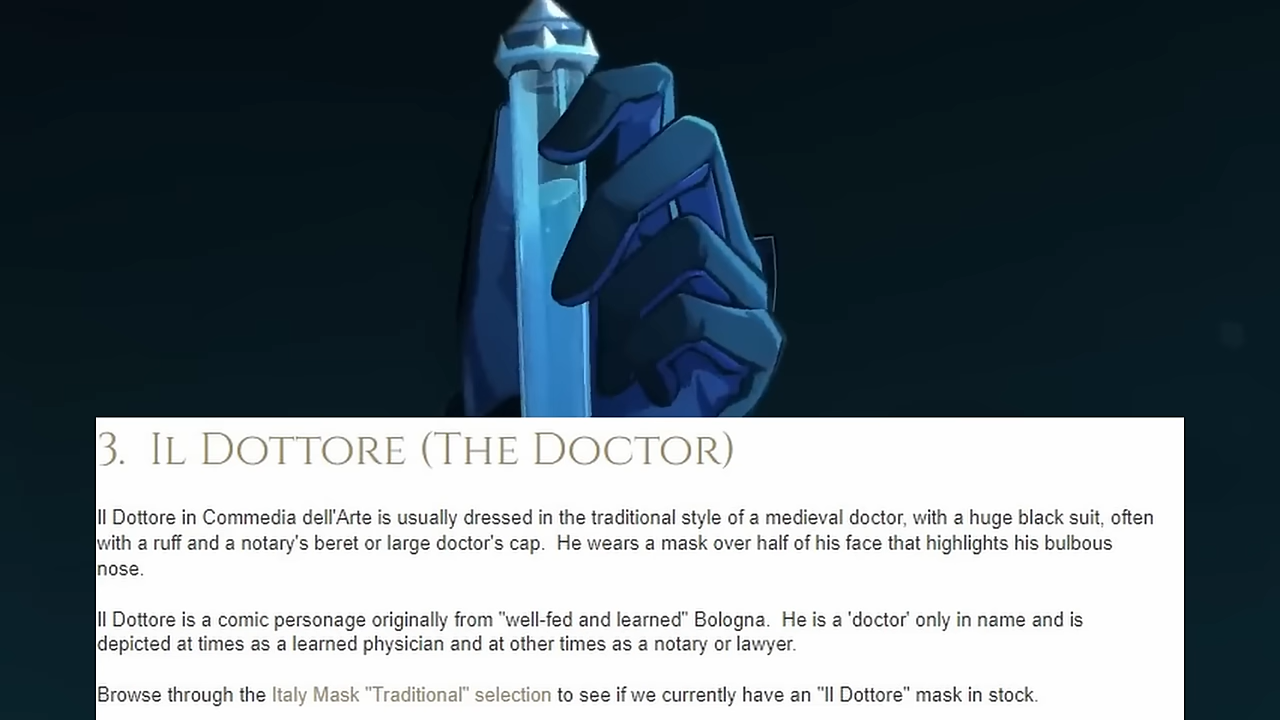 3. Il Dottore (The Doctor)
Il Dottore in Commedia dell'Arte is usually dressed in the traditional style of a medieval doctor, with a huge black suit, often
with a ruff and a notary's beret or large doctor's cap.  He wears a mask over half of his face that highlights his bulbous
nose.
Il Dottore is a comic personage originally from "well-fed and learned" Bologna.  He is a 'doctor' only in name and is
depicted at times as a learned physician and at other times as a notary or lawyer.
Browse through the Italy Mask "Traditional" selection to see if we currently have an "Il Dottore" mask in stock.